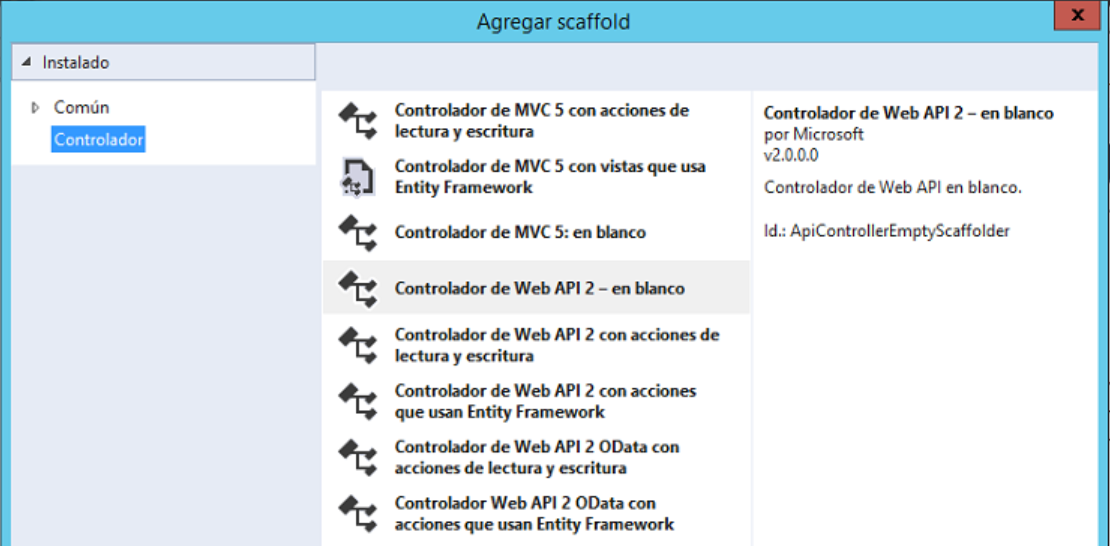 Agregar scaffold
Instalado
Común
Controlador
Controlador de MVC 5 con acciones de
lectura y escritura
Controlador de MVC 5 con vistas que usa
Entity Framework
Controlador de MVC 5: en blanco
Controlador de Web API 2 – en blanco
Controlador de Web API 2 con acciones de
lectura y escritura
Controlador de Web API 2 con acciones
que usan Entity Framework
Controlador de Web API 2 OData con
acciones de lectura y escritura
Controlador Web API 2 OData con
acciones que usan Entity Framework
Controlador de Web API 2 – en blanco
por Microsoft
v2.0.0.0
Controlador de Web API en blanco.
Id.: ApiControllerEmptyScaffolder